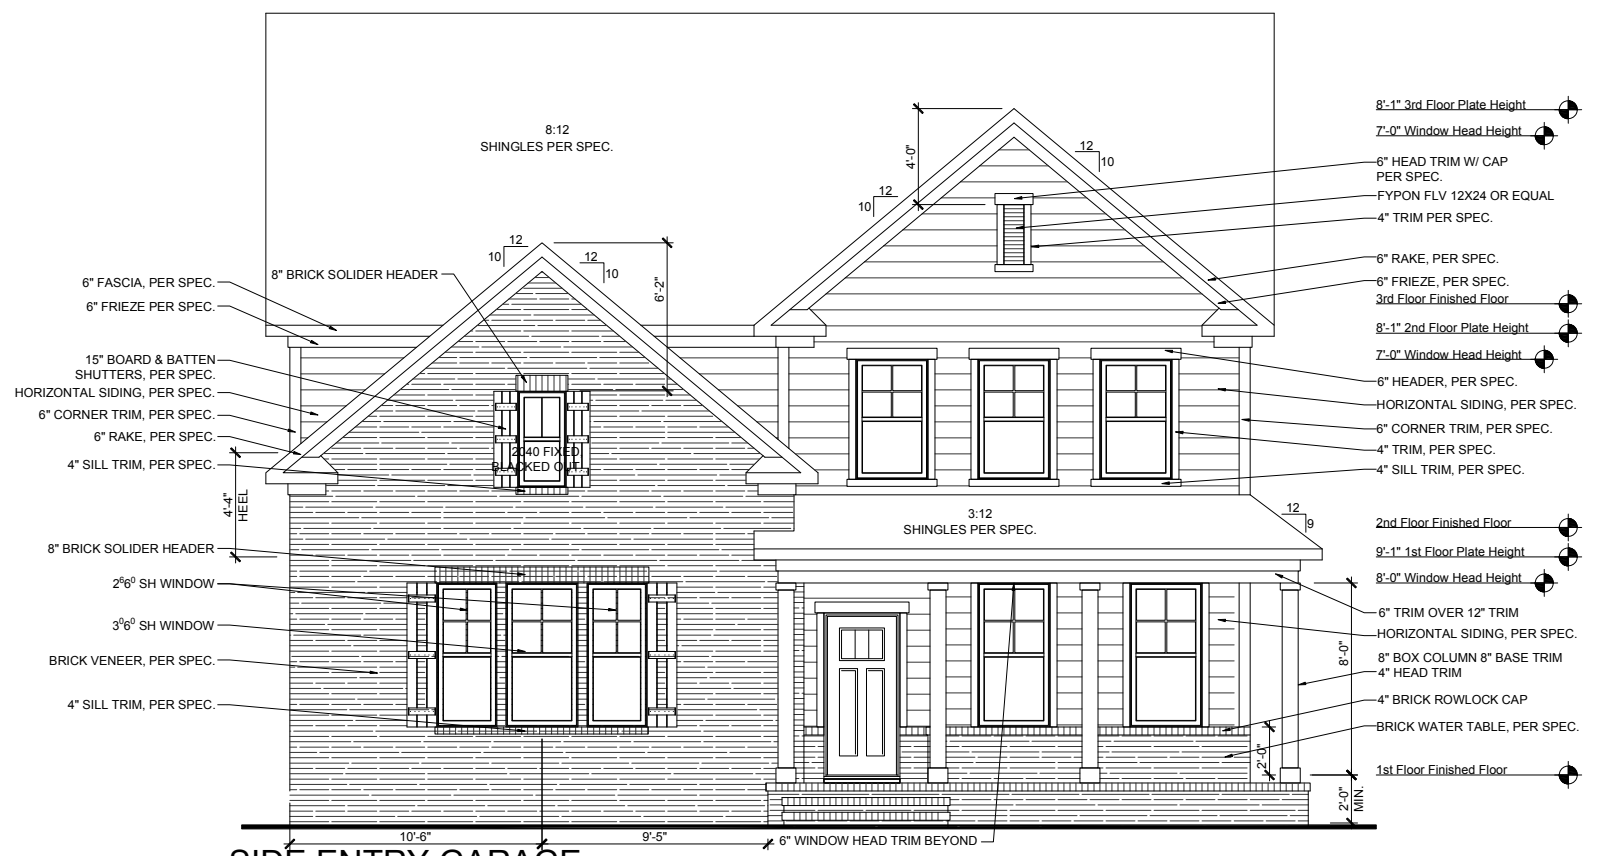 8:12
SHINGLES PER SPEC.
12
10
12
10
8" BRICK SOLIDER HEADER
6'-2"
6" FASCIA, PER SPEC.
6" FRIEZE PER SPEC.
15" BOARD & BATTEN
SHUTTERS, PER SPEC.
HORIZONTAL SIDING, PER SPEC.
6" CORNER TRIM, PER SPEC.
6" RAKE, PER SPEC.
4" SILL TRIM, PER SPEC.
4'-4"
HEEL
2040 FIXED,
BLACKED OUT.
8" BRICK SOLIDER HEADER
2⁶6⁰ SH WINDOW
3⁰6⁰ SH WINDOW
BRICK VENEER, PER SPEC.
4" SILL TRIM, PER SPEC.
4'-0"
12
10
12
10
8'-1" 3rd Floor Plate Height
7'-0" Window Head Height
6" HEAD TRIM W/ CAP
PER SPEC.
FYPON FLV 12X24 OR EQUAL
4" TRIM PER SPEC.
6" RAKE, PER SPEC.
6" FRIEZE, PER SPEC.
3rd Floor Finished Floor
8'-1" 2nd Floor Plate Height
7'-0" Window Head Height
6" HEADER, PER SPEC.
HORIZONTAL SIDING, PER SPEC.
6" CORNER TRIM, PER SPEC.
4" TRIM, PER SPEC.
4" SILL TRIM, PER SPEC.
3:12
SHINGLES PER SPEC.
12
9
2nd Floor Finished Floor
9'-1" 1st Floor Plate Height
8'-0" Window Head Height
6" TRIM OVER 12" TRIM
HORIZONTAL SIDING, PER SPEC.
8" BOX COLUMN 8" BASE TRIM
4" HEAD TRIM
4" BRICK ROWLOCK CAP
BRICK WATER TABLE, PER SPEC.
1st Floor Finished Floor
8'-0"
2'-0"
2'-0"
MIN.
10'-6"
9'-5"
6" WINDOW HEAD TRIM BEYOND
SIDE ENTRY GARAGE